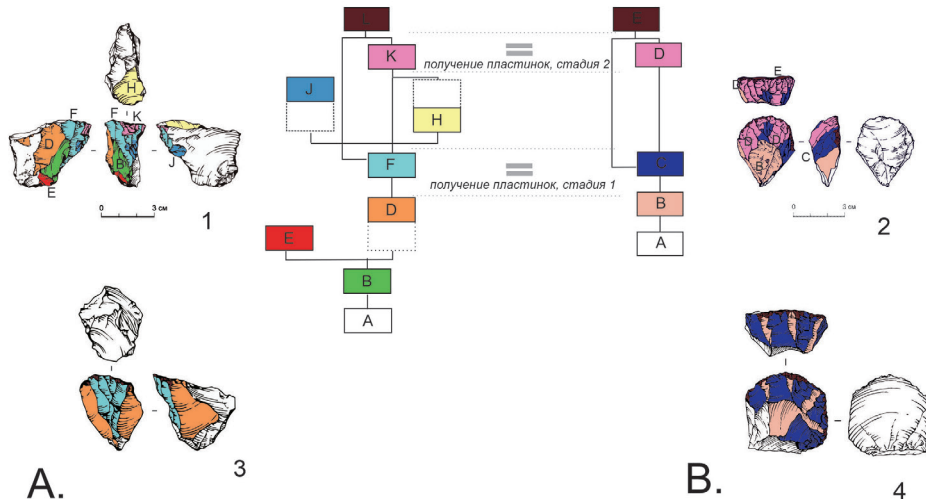 H
F F K
D
B
J
E
0 3 см
1
L
K
J
H
F
D
E
B
A
=
получение пластинок, стадия 2
=
получение пластинок, стадия 1
E
D
C
B
A
D E
D D
B
C
0 3 см
2
3
A.
4
B.